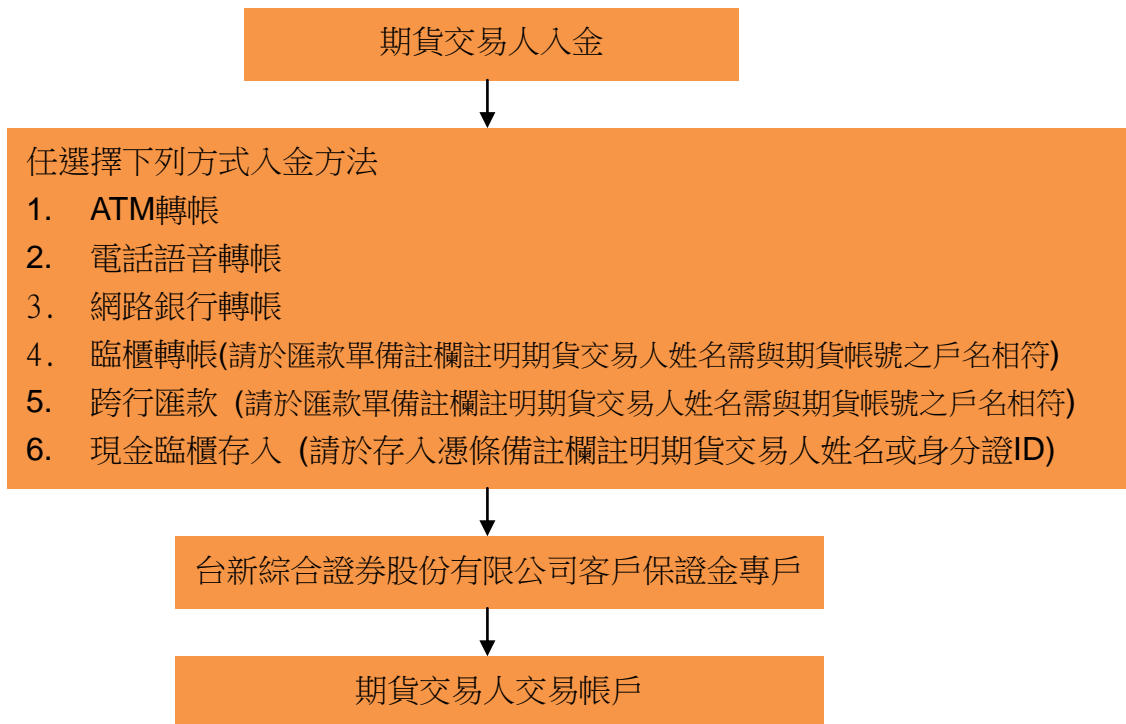 期貨交易人入金
任選擇下列方式入金方法
1. ATM轉帳
2. 電話語音轉帳
3. 網路銀行轉帳
4. 臨櫃轉帳(請於匯款單備註欄註明期貨交易人姓名需與期貨帳號之戶名相符)
5. 跨行匯款 (請於匯款單備註欄註明期貨交易人姓名需與期貨帳號之戶名相符)
6. 現金臨櫃存入 (請於存入憑條備註欄註明期貨交易人姓名或身分證ID)
台新綜合證券股份有限公司客戶保證金專戶
期貨交易人交易帳戶